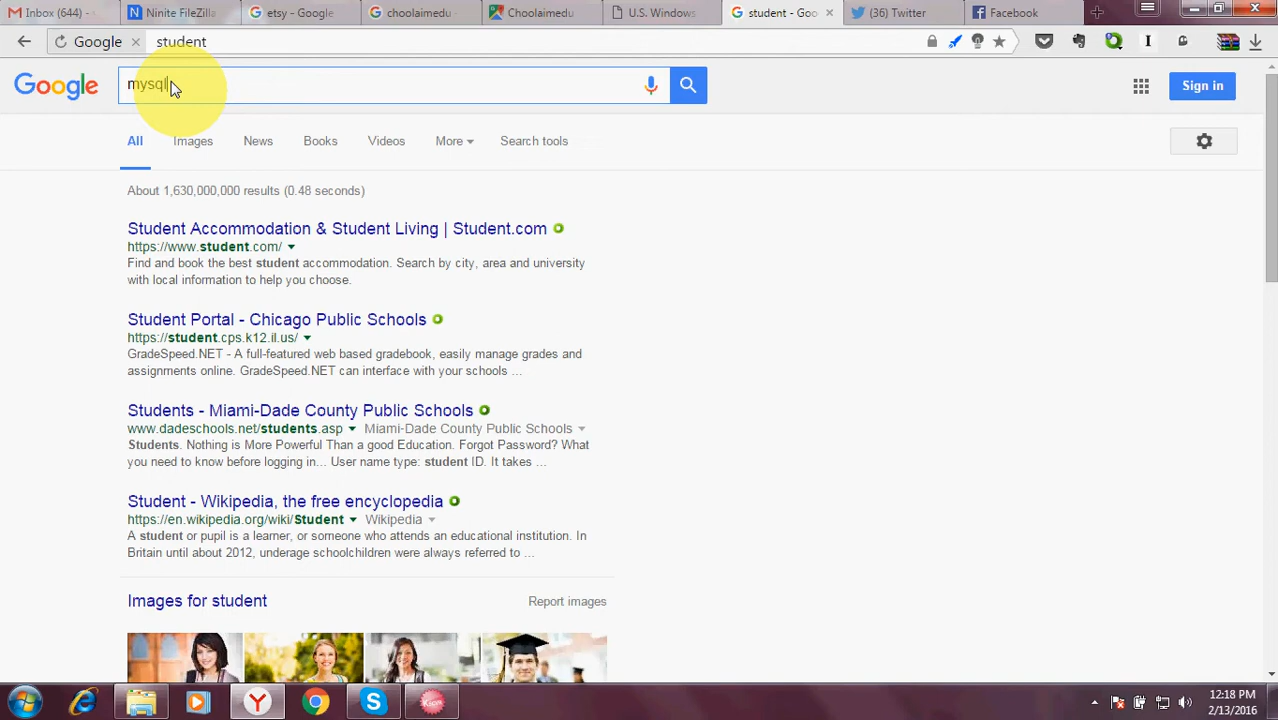 Inbox (644) -
Ninite FileZilla
etsy - Google
choolaimedu
Choolaimedu
U.S. Windows
student - Goo
(36) Twitter
Facebook
Google
student
Google
mysql
Sign in
All
Images
News
Books
Videos
More
Search tools
About 1,630,000,000 results (0.48 seconds)
Student Accommodation & Student Living | Student.com
https://www.student.com/
Find and book the best student accommodation. Search by city, area and university
with local information to help you choose.
Student Portal - Chicago Public Schools
https://student.cps.k12.il.us/
GradeSpeed.NET - A full-featured web based gradebook, easily manage grades and
assignments online. GradeSpeed.NET can interface with your schools ...
Students - Miami-Dade County Public Schools
www.dadeschools.net/students.asp
Miami-Dade County Public Schools
Students. Nothing is More Powerful Than a good Education. Forgot Password? What
you need to know before logging in... User name type: student ID. It takes ...
Student - Wikipedia, the free encyclopedia
https://en.wikipedia.org/wiki/Student
Wikipedia
A student or pupil is a learner, or someone who attends an educational institution. In
Britain until about 2012, underage schoolchildren were always referred to ...
Images for student
Report images
12:18 PM
2/13/2016